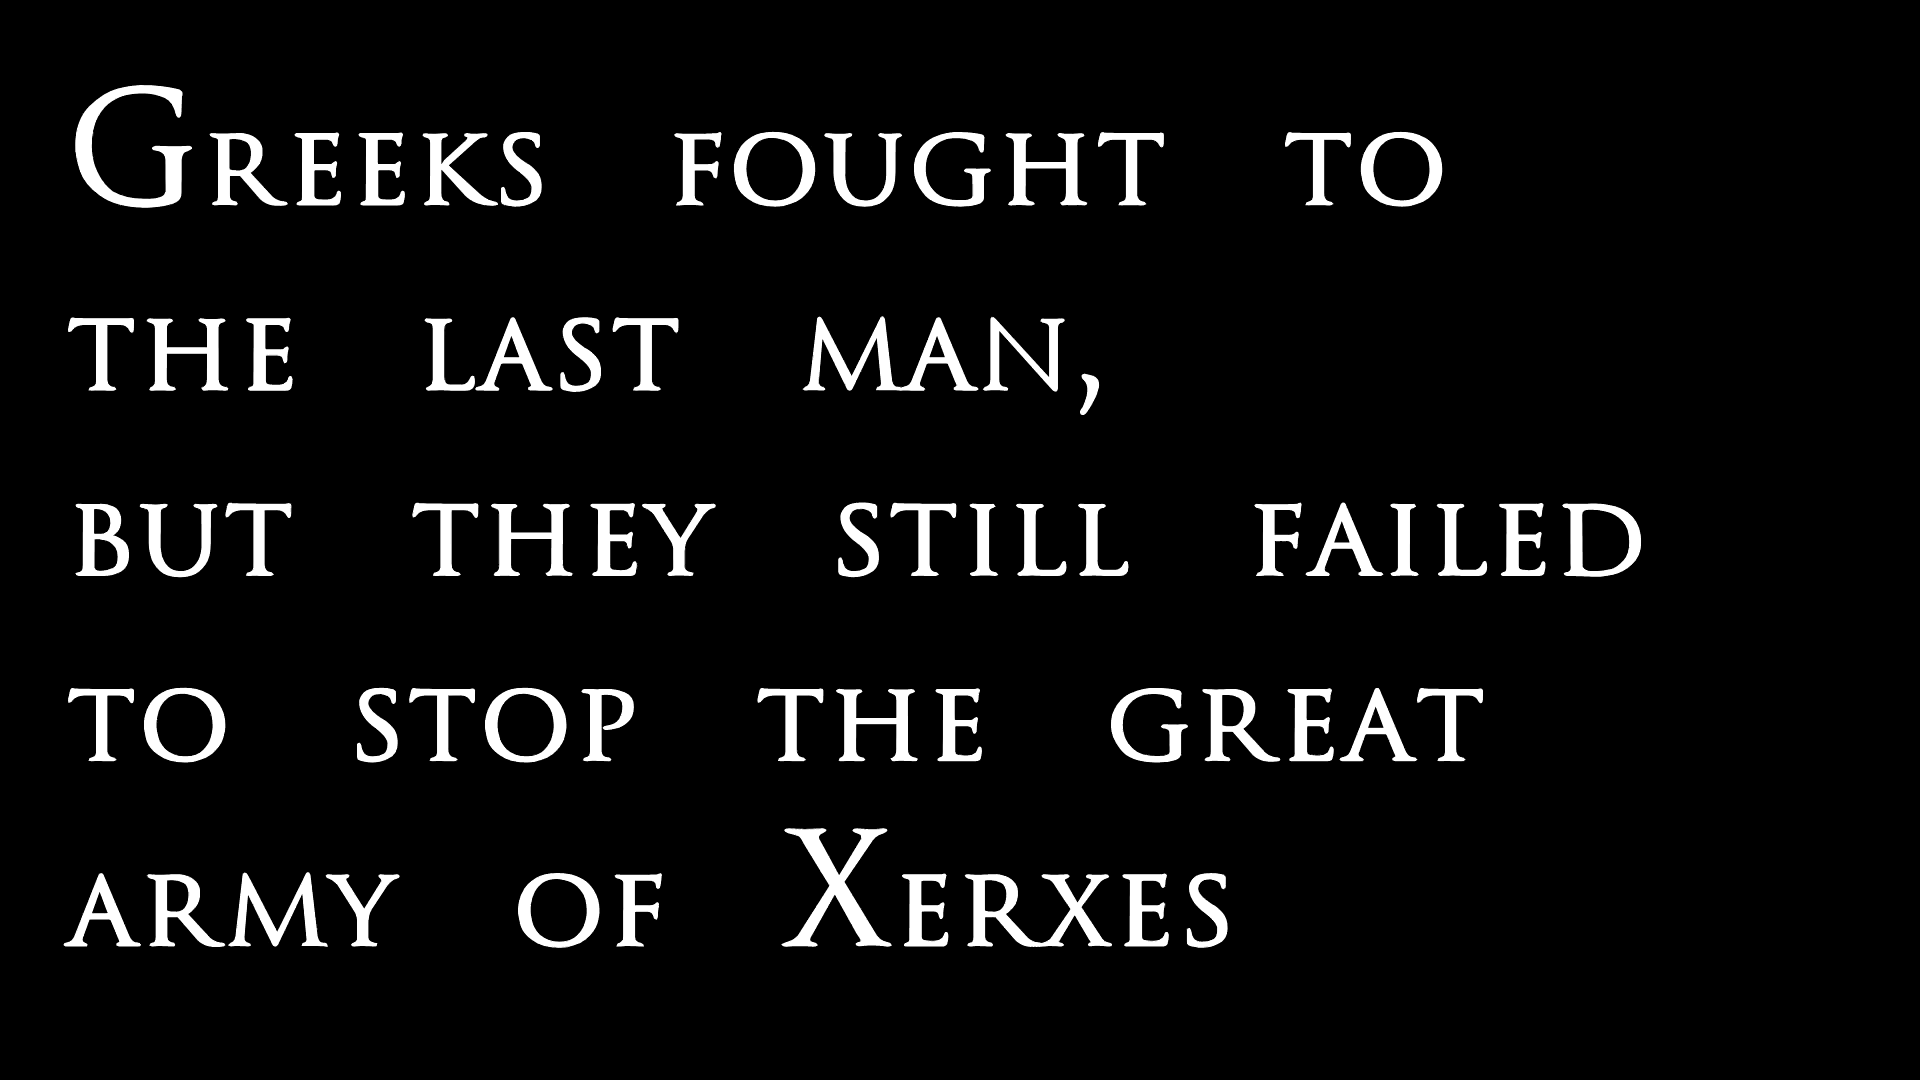 Greeks fought to
the last man,
but they still failed
to stop the great
army of Xerxes